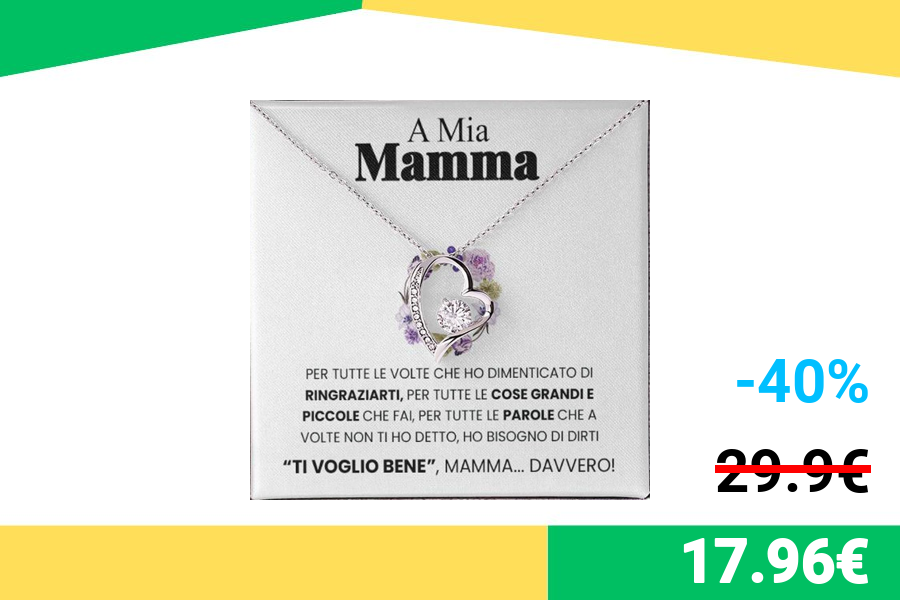 A Mia
Mamma
PER TUTTE LE VOLTE CHE HO DIMENTICATO DI
RINGRAZIARTI, PER TUTTE LE COSE GRANDI E
PICCOLE CHE FAI, PER TUTTE LE PAROLE CHE A
VOLTE NON TI HO DETTO, HO BISOGNO DI DIRTI
“TI VOGLIO BENE”, MAMMA... DAVVERO!
-40%
29.9€
17.96€